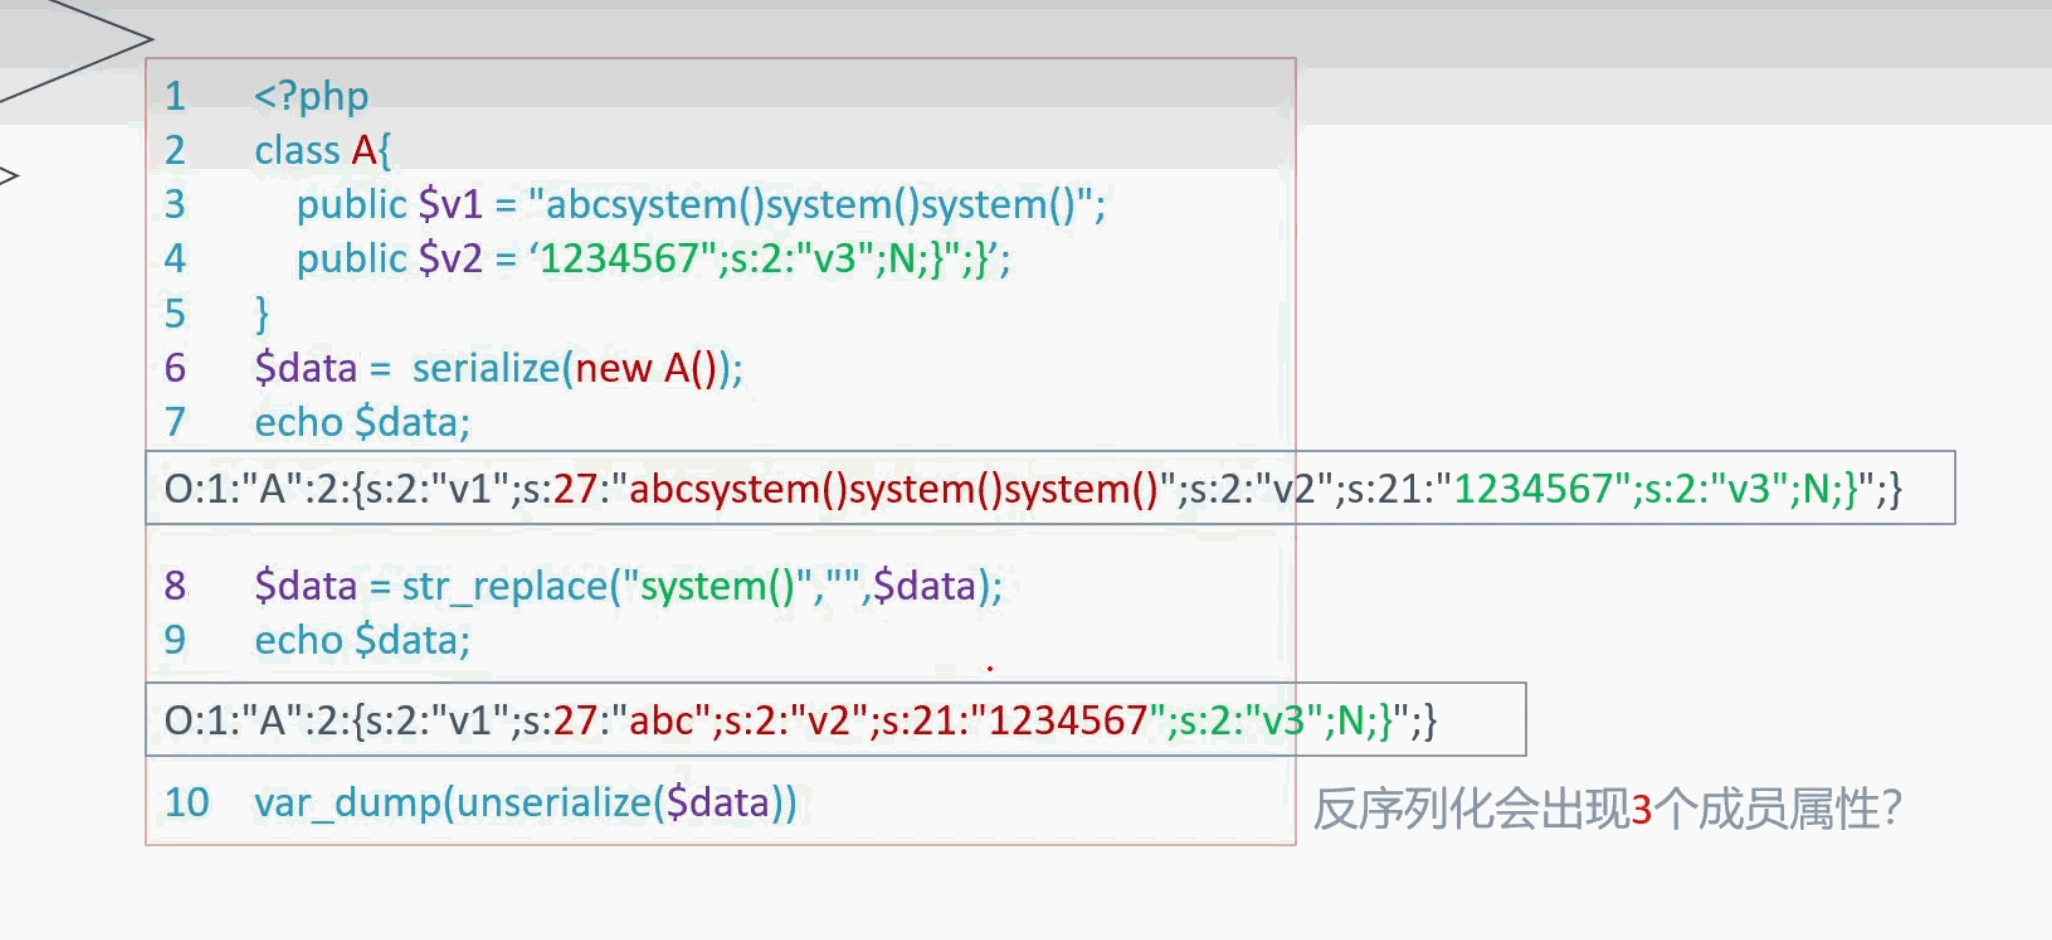 1 <?php
2 class A{
3 public $v1 = "abcsystem()system()system()";
4 public $v2 = ‘1234567";s:2:"v3";N;}";}’;
5 }
6 $data = serialize(new A());
7 echo $data;
O:1:"A":2:{s:2:"v1";s:27:"abcsystem()system()system()";s:2:"v2";s:21:"1234567";s:2:"v3";N;}";}
8 $data = str_replace("system()","",$data);
9 echo $data;
O:1:"A":2:{s:2:"v1";s:27:"abc";s:2:"v2";s:21:"1234567";s:2:"v3";N;}";}
10 var_dump(unserialize($data))
反序列化会出现3个成员属性?